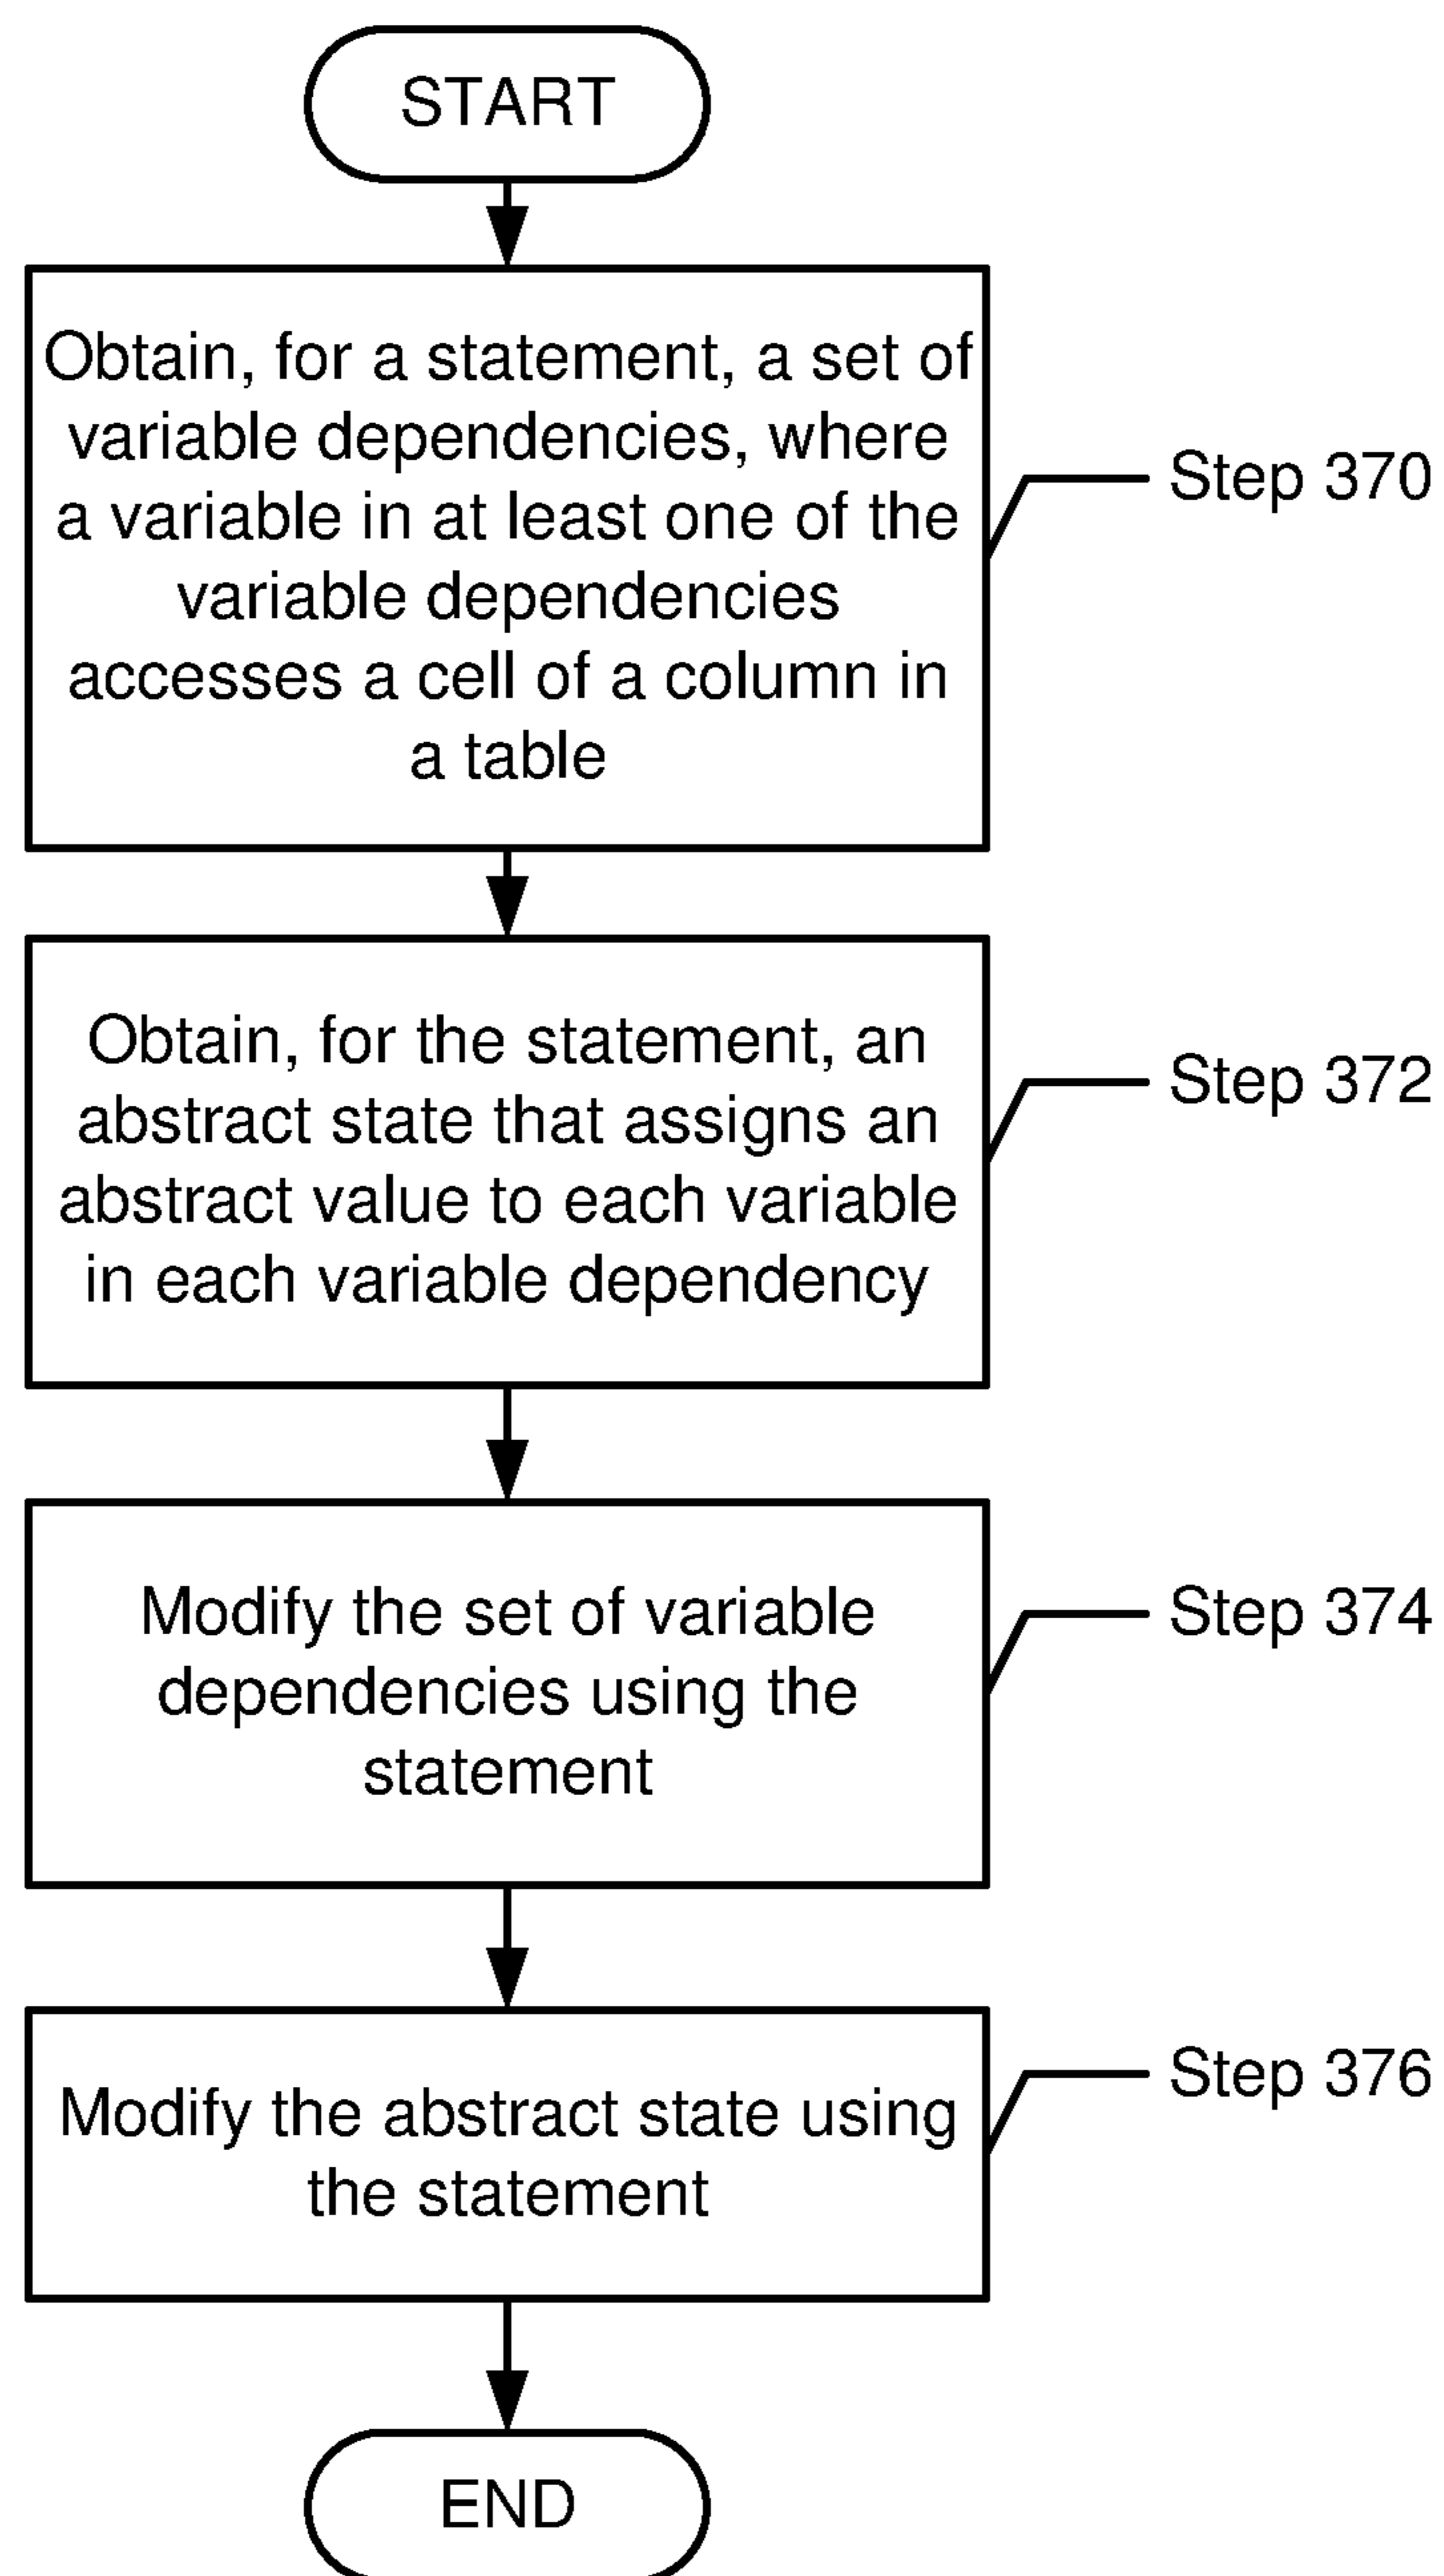 START
Obtain, for a statement, a set of
variable dependencies, where
a variable in at least one of the
variable dependencies
accesses a cell of a column in
a table
Step 370
Obtain, for the statement, an
abstract state that assigns an
abstract value to each variable
in each variable dependency
Step 372
Modify the set of variable
dependencies using the
statement
Step 374
Modify the abstract state using
the statement
Step 376
END